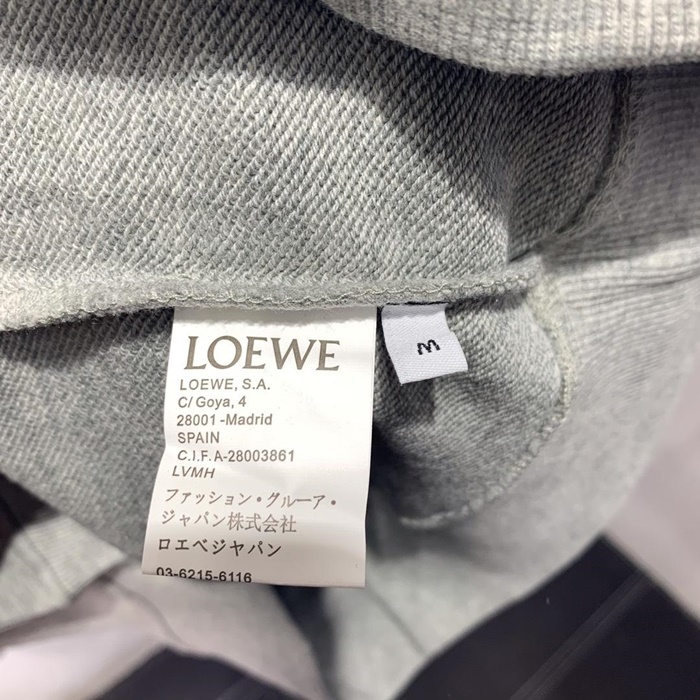 LOEWE
LOEWE, S.A.
C/ Goya, 4
28001 -Madrid
SPAIN
C.I.F. A-28003861
LVMH
ファッション・グルーア・
ジャパン株式会社
ロエベジャパン
03-6215-6116
M